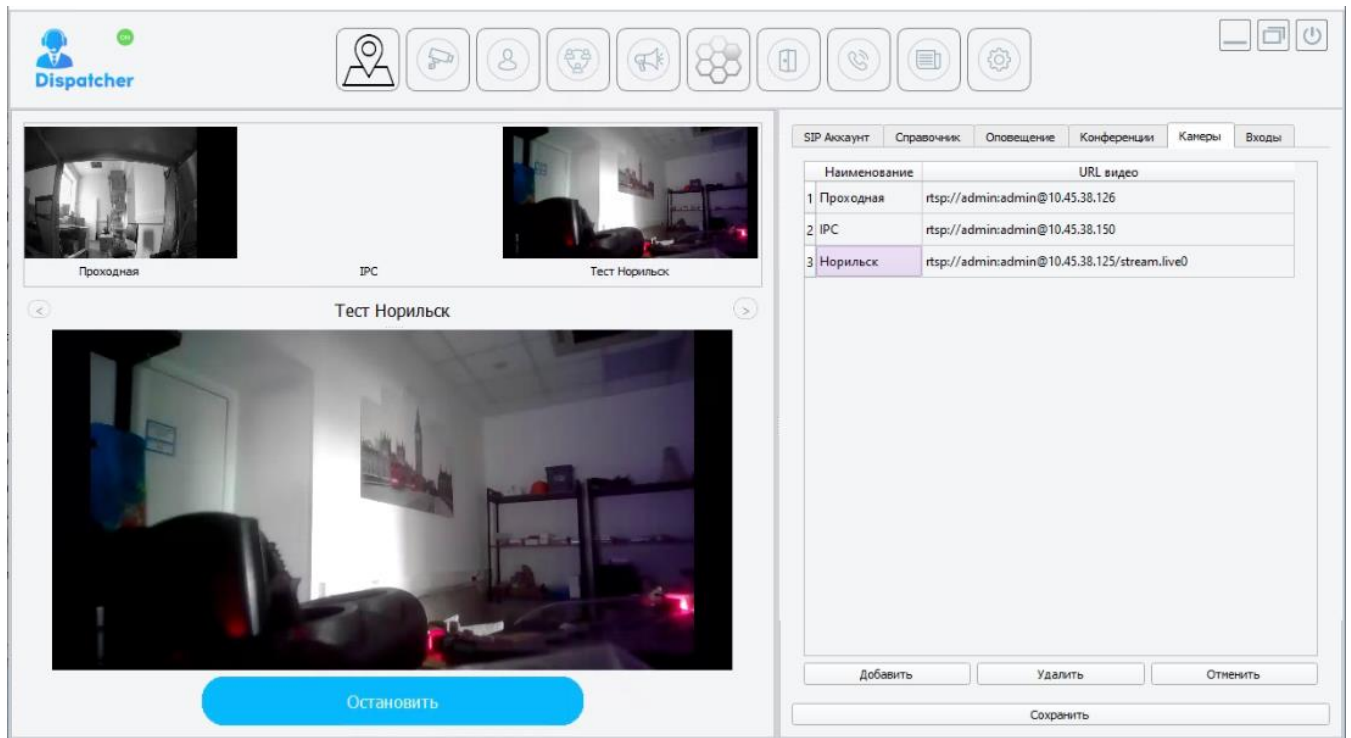 Dispatcher
SIP Аккаунт Справочник Оповещение Конференции Камеры Входы
Наименование URL видео
1 Проходная rtsp://admin:admin@10.45.38.126
2 IPC rtsp://admin:admin@10.45.38.150
3 Норильск rtsp://admin:admin@10.45.38.125/stream.live0
Проходная IPC Тест Норильск
< Тест Норильск >
Остановить
Добавить Удалить Отменить
Сохранить